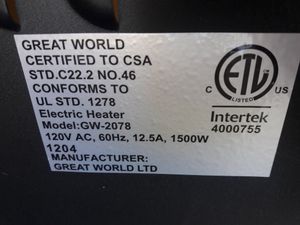 GREAT WORLD
CERTIFIED TO CSA
STD.C22.2 NO.46
CONFORMS TO
UL STD. 1278
Electric Heater
Model:GW-2078
120V AC, 60Hz, 12.5A, 1500W
1204
MANUFACTURER:
GREAT WORLD LTD
C ETL US
LISTED
Intertek
4000755